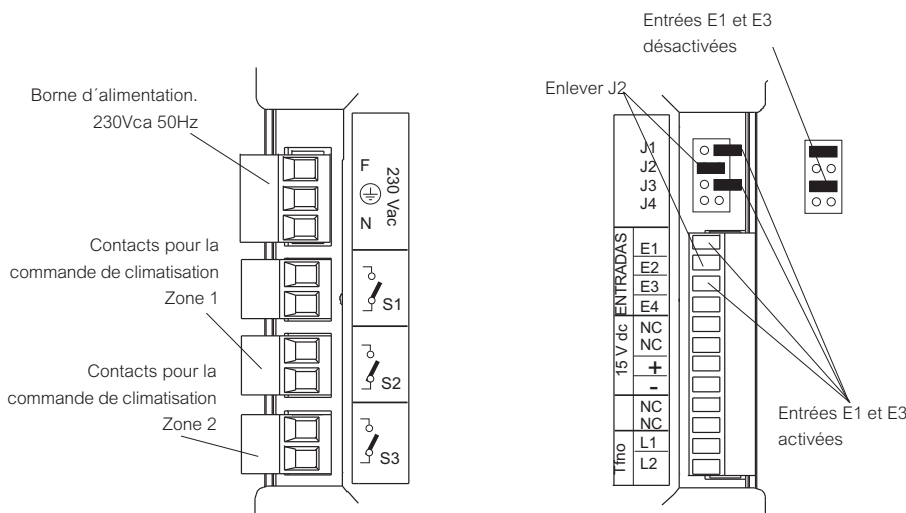 Borne d´alimentation.
230Vca 50Hz
Contacts pour la
commande de climatisation
Zone 1
Contacts pour la
commande de climatisation
Zone 2
F
N
230 Vac
S1
S2
S3
Entrées E1 et E3
désactivées
Enlever J2
J1
J2
J3
J4
ENTRADAS
E1
E2
E3
E4
15 V dc
NC
NC
+
-
NC
NC
Tfno
L1
L2
Entrées E1 et E3
activées